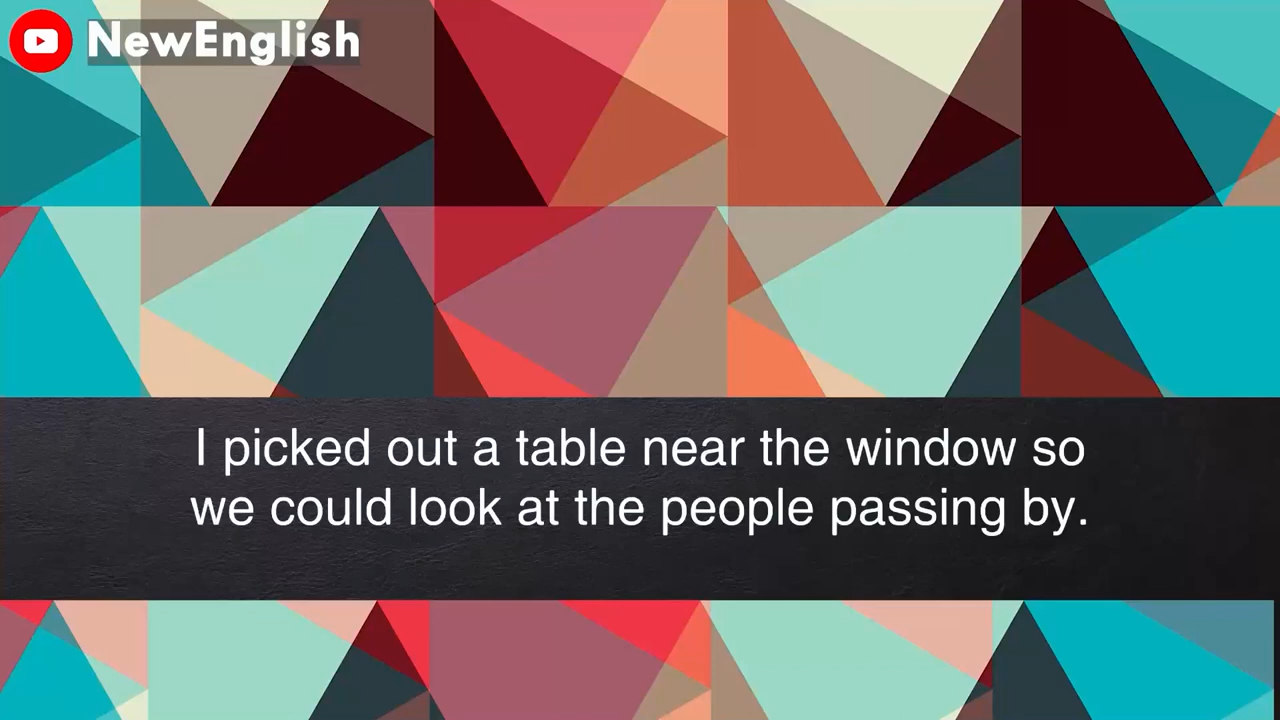 NewEnglish
I picked out a table near the window so
we could look at the people passing by.